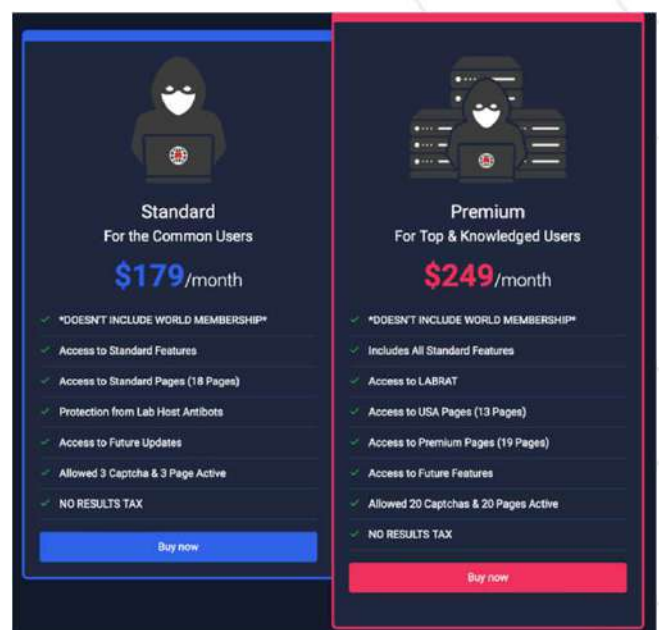 Standard
For the Common Users
$179/month
*DOESN'T INCLUDE WORLD MEMBERSHIP*
Access to Standard Features
Access to Standard Pages (18 Pages)
Protection from Lab Host Antibots
Access to Future Updates
Allowed 3 Captcha & 3 Page Active
NO RESULTS TAX
Buy now
Premium
For Top & Knowledged Users
$249/month
*DOESN'T INCLUDE WORLD MEMBERSHIP*
Includes All Standard Features
Access to LABRAT
Access to USA Pages (13 Pages)
Access to Premium Pages (19 Pages)
Access to Future Features
Allowed 20 Captchas & 20 Pages Active
NO RESULTS TAX
Buy now